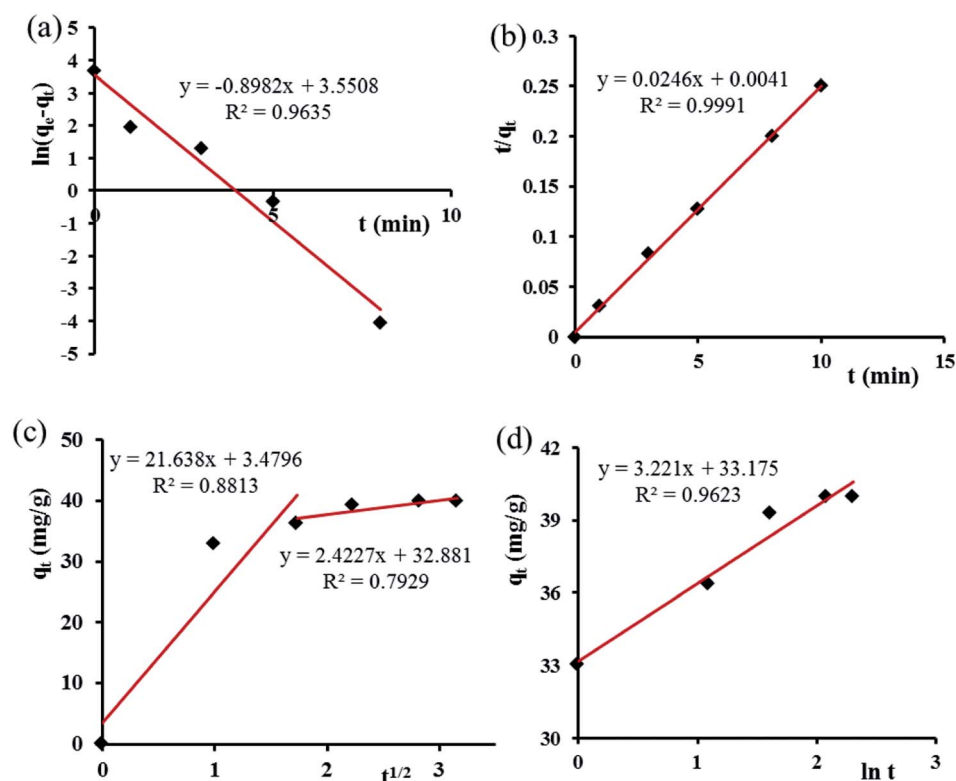 (a)
5
4
3
2
1
0
-1
-2
-3
-4
-5
0
5
10
ln(qₑ-qₜ)
t (min)
y = -0.8982x + 3.5508
R² = 0.9635
(b)
0.3
0.25
0.2
0.15
0.1
0.05
0
0
5
10
15
t/qₜ
t (min)
y = 0.0246x + 0.0041
R² = 0.9991
(c)
50
40
30
20
10
0
0
1
2
3
qₜ (mg/g)
t¹/²
y = 21.638x + 3.4796
R² = 0.8813
y = 2.4227x + 32.881
R² = 0.7929
(d)
42
39
36
33
30
0
1
2
3
qₜ (mg/g)
ln t
y = 3.221x + 33.175
R² = 0.9623